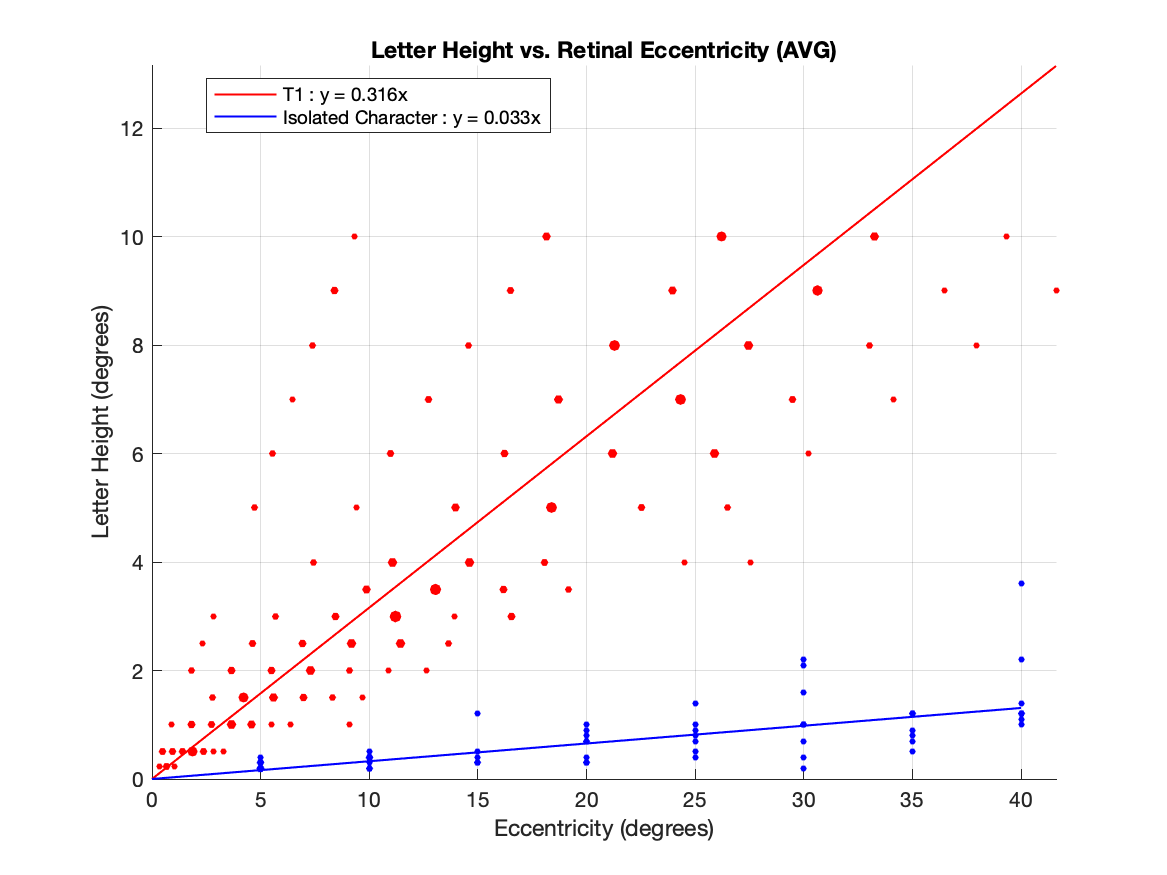 Letter Height vs. Retinal Eccentricity (AVG)
T1 : y = 0.316x
Isolated Character : y = 0.033x
12
10
8
6
4
2
0
Letter Height (degrees)
0 5 10 15 20 25 30 35 40
Eccentricity (degrees)